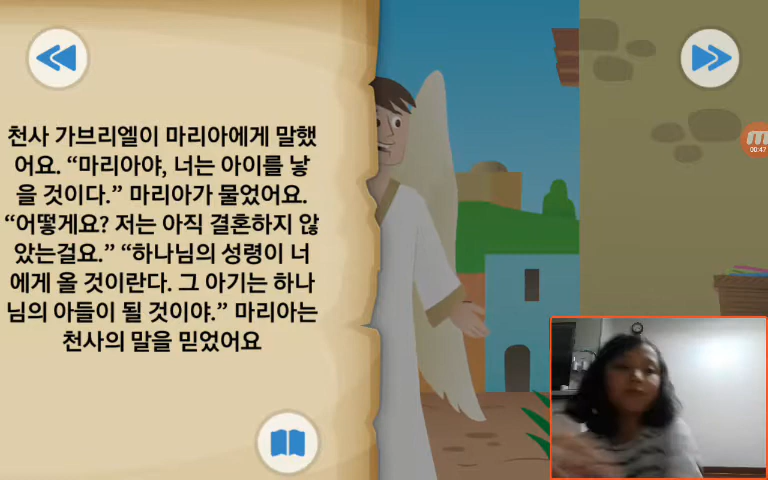 천사 가브리엘이 마리아에게 말했
어요. “마리아야, 너는 아이를 낳
을 것이다.” 마리아가 물었어요.
“어떻게요? 저는 아직 결혼하지 않
았는걸요.” “하나님의 성령이 너
에게 올 것이란다. 그 아기는 하나
님의 아들이 될 것이야.” 마리아는
천사의 말을 믿었어요
00:47